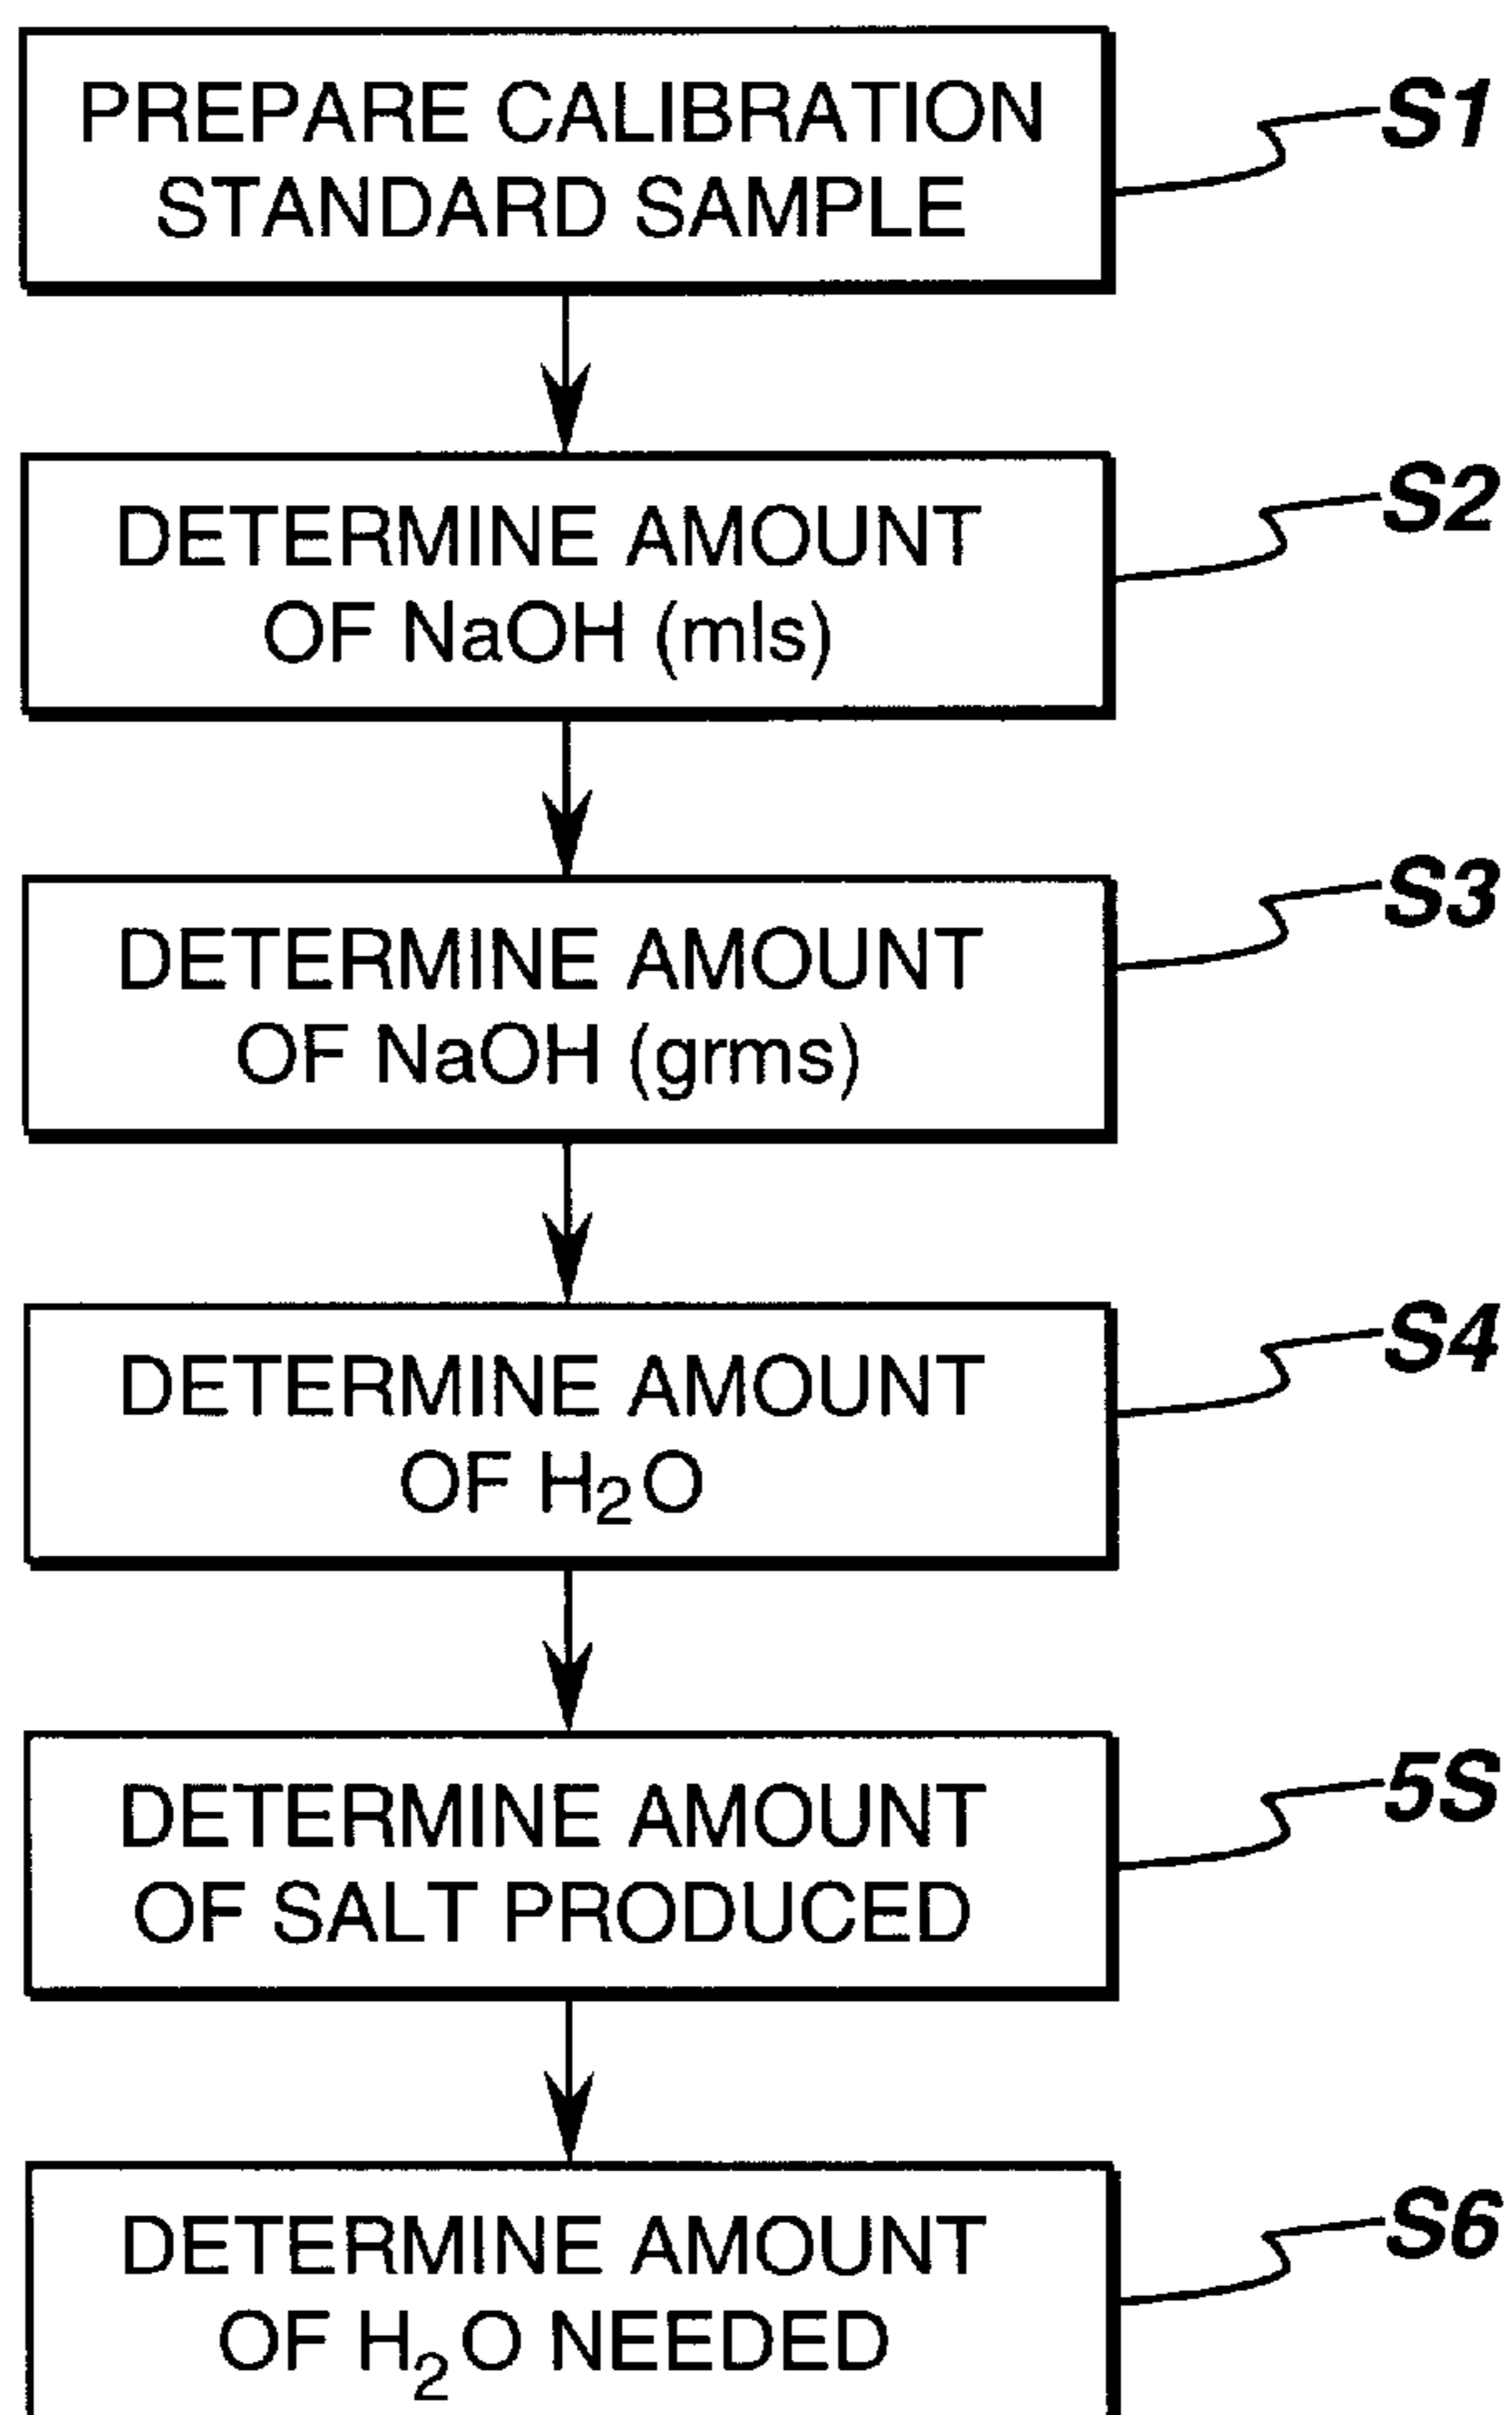 PREPARE CALIBRATION
STANDARD SAMPLE
S1
DETERMINE AMOUNT
OF NaOH (mls)
S2
DETERMINE AMOUNT
OF NaOH (grms)
S3
DETERMINE AMOUNT
OF H₂O
S4
DETERMINE AMOUNT
OF SALT PRODUCED
5S
DETERMINE AMOUNT
OF H₂O NEEDED
S6